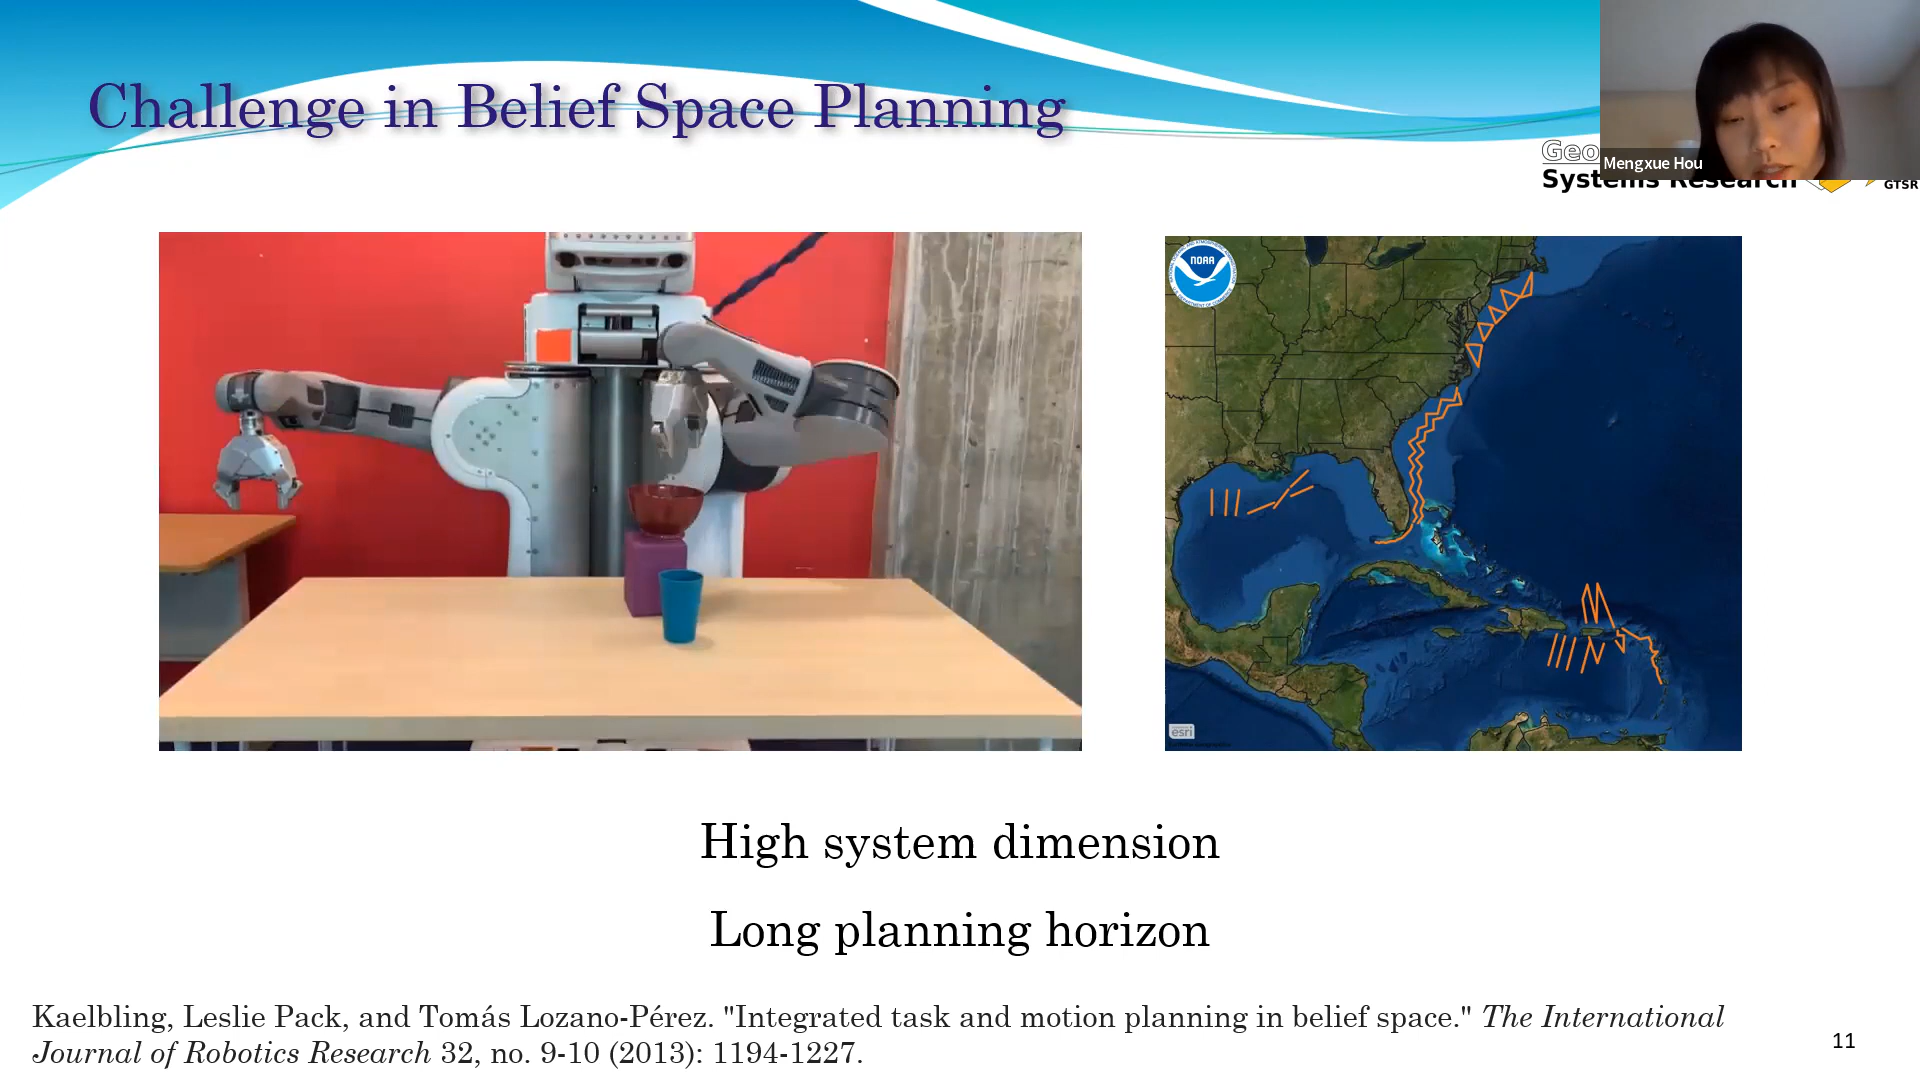 Challenge in Belief Space Planning
Geo
Mengxue Hou
Systems Research
GTSR
NOAA
esri
High system dimension
Long planning horizon
Kaelbling, Leslie Pack, and Tomás Lozano-Pérez. "Integrated task and motion planning in belief space." The International
Journal of Robotics Research 32, no. 9-10 (2013): 1194-1227.
11